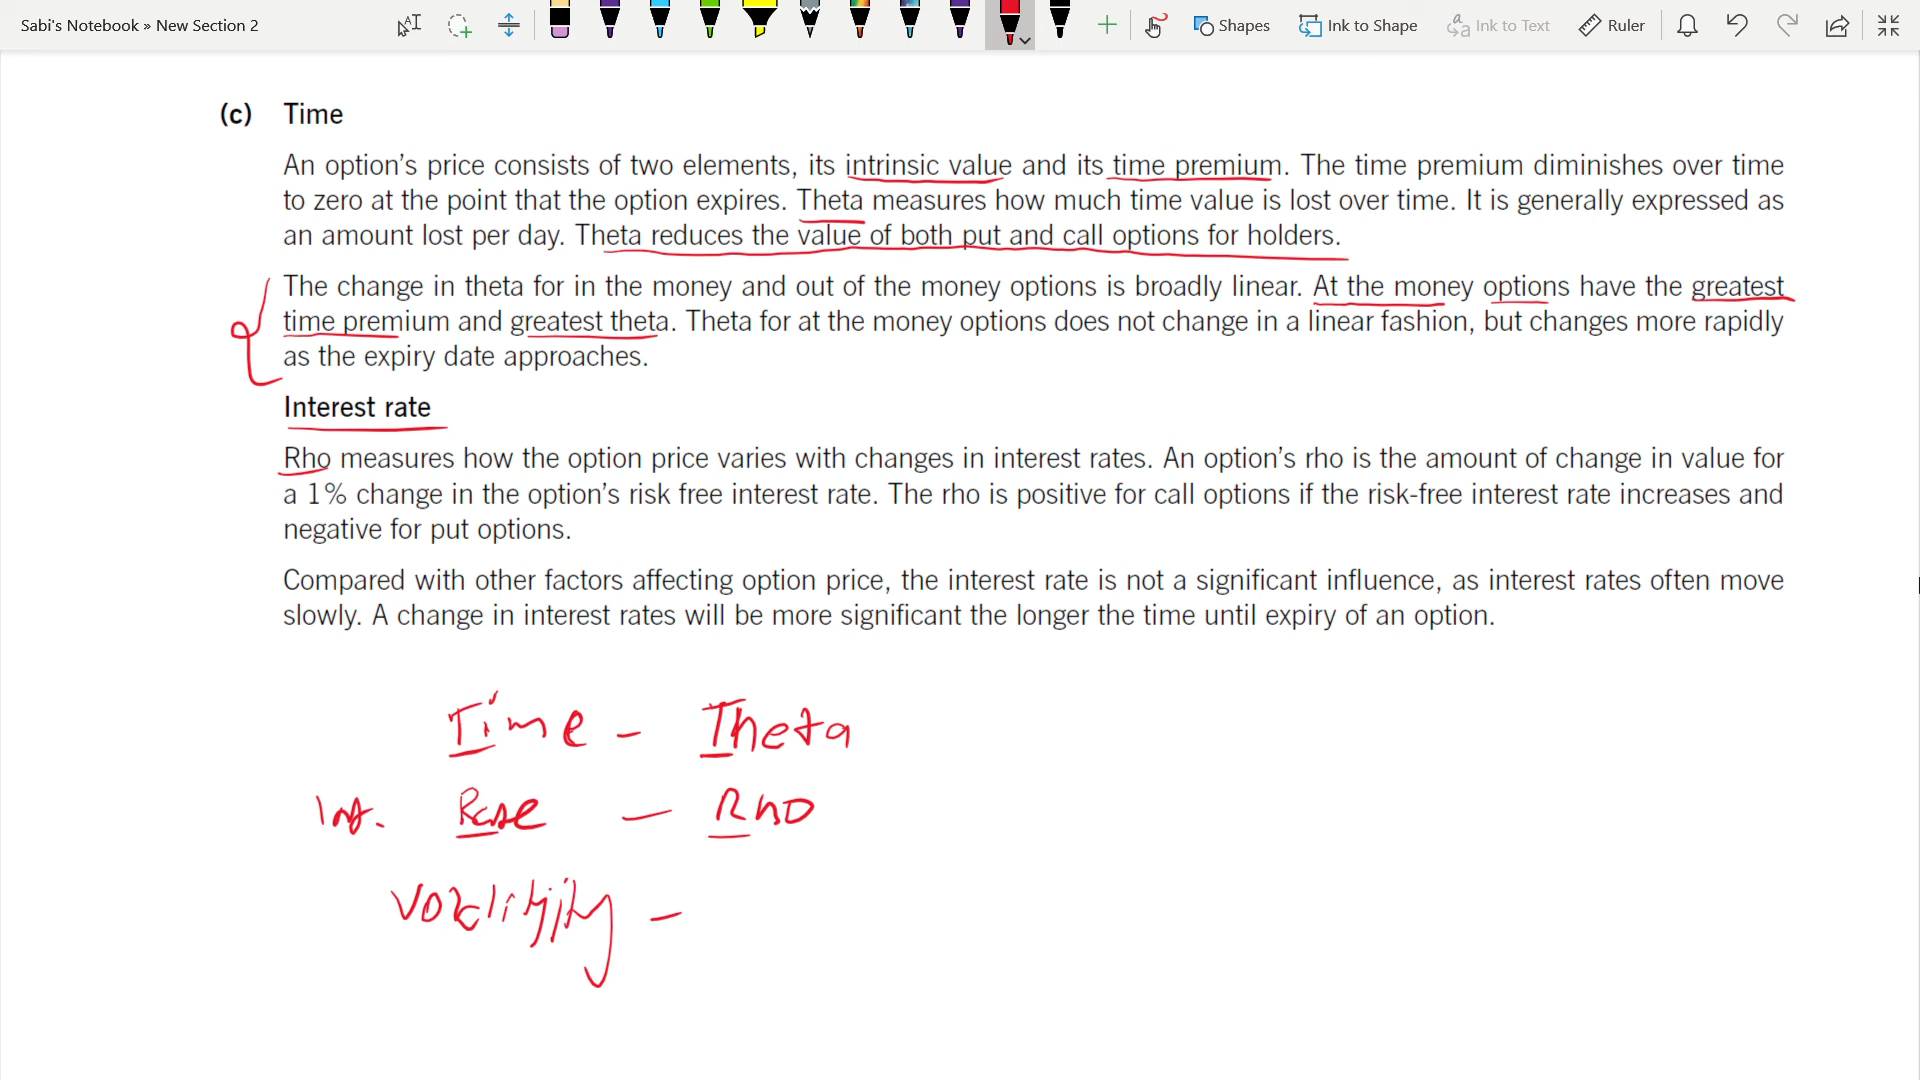 Sabi's Notebook » New Section 2
Shapes
Ink to Shape
Ink to Text
Ruler
(c) Time
An option's price consists of two elements, its intrinsic value and its time premium. The time premium diminishes over time
to zero at the point that the option expires. Theta measures how much time value is lost over time. It is generally expressed as
an amount lost per day. Theta reduces the value of both put and call options for holders.
The change in theta for in the money and out of the money options is broadly linear. At the money options have the greatest
time premium and greatest theta. Theta for at the money options does not change in a linear fashion, but changes more rapidly
as the expiry date approaches.
Interest rate
Rho measures how the option price varies with changes in interest rates. An option's rho is the amount of change in value for
a 1% change in the option's risk free interest rate. The rho is positive for call options if the risk-free interest rate increases and
negative for put options.
Compared with other factors affecting option price, the interest rate is not a significant influence, as interest rates often move
slowly. A change in interest rates will be more significant the longer the time until expiry of an option.
Time - Theta
Int. - Rho
-